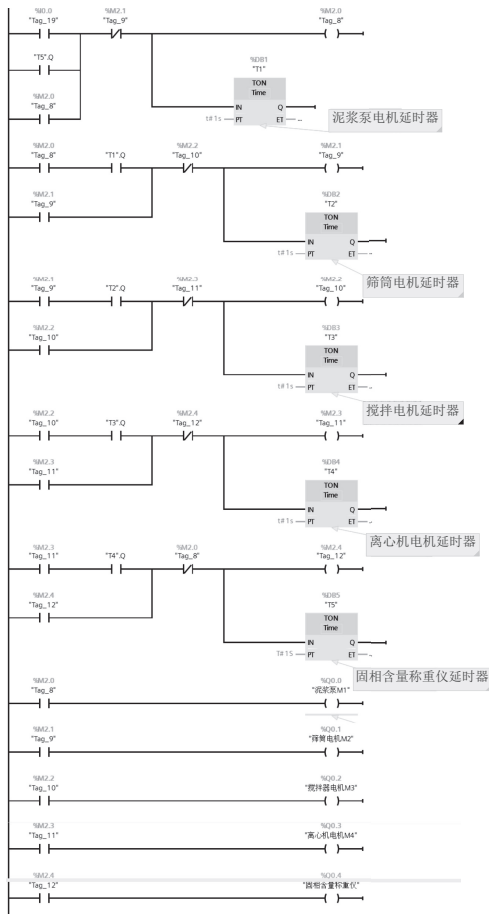 %I0.0 %M2.1 %M2.0
"Tag_19" "Tag_9" "Tag_8"
"T5".Q
%DB1
"T1"
%M2.0
"Tag_8"
TON
Time
IN Q
t#1s PT ET ...
泥浆泵电机延时器
%M2.0 %M2.2 %M2.1
"Tag_8" "T1".Q "Tag_10" "Tag_9"
%M2.1
"Tag_9"
%DB2
"T2"
TON
Time
IN Q
t#1s PT ET ...
筛筒电机延时器
%M2.1 %M2.3 %M2.2
"Tag_9" "T2".Q "Tag_11" "Tag_10"
%M2.2
"Tag_10"
%DB3
"T3"
TON
Time
IN Q
t#1s PT ET ...
搅拌电机延时器
%M2.2 %M2.4 %M2.3
"Tag_10" "T3".Q "Tag_12" "Tag_11"
%M2.3
"Tag_11"
%DB4
"T4"
TON
Time
IN Q
t#1s PT ET ...
离心机电机延时器
%M2.3 %M2.0 %M2.4
"Tag_11" "T4".Q "Tag_8" "Tag_12"
%M2.4
"Tag_12"
%DB5
"T5"
TON
Time
IN Q
T#1S PT ET ...
固相含量称重仪延时器
%M2.0 %Q0.0
"Tag_8" "泥浆泵M1"
%M2.1 %Q0.1
"Tag_9" "筛筒电机M2"
%M2.2 %Q0.2
"Tag_10" "搅拌器电机M3"
%M2.3 %Q0.3
"Tag_11" "离心机电机M4"
%M2.4 %Q0.4
"Tag_12" "固相含量称重仪"